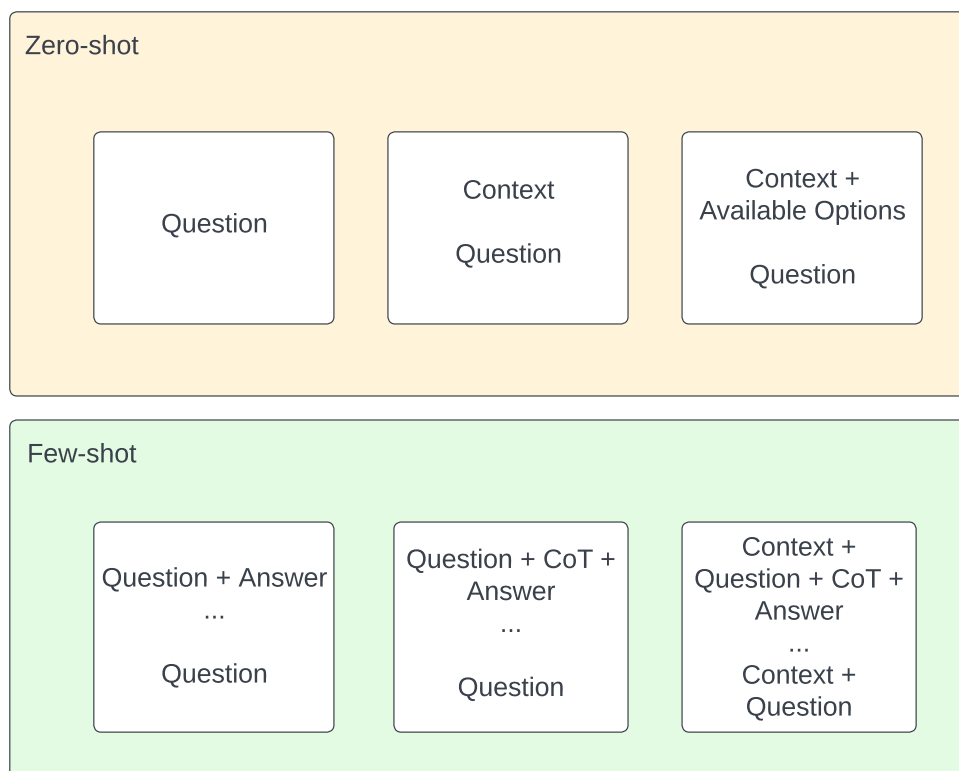 Zero-shot
Question
Context
Question
Context +
Available Options
Question
Few-shot
Question + Answer
...
Question
Question + CoT +
Answer
...
Question
Context +
Question + CoT +
Answer
...
Context +
Question